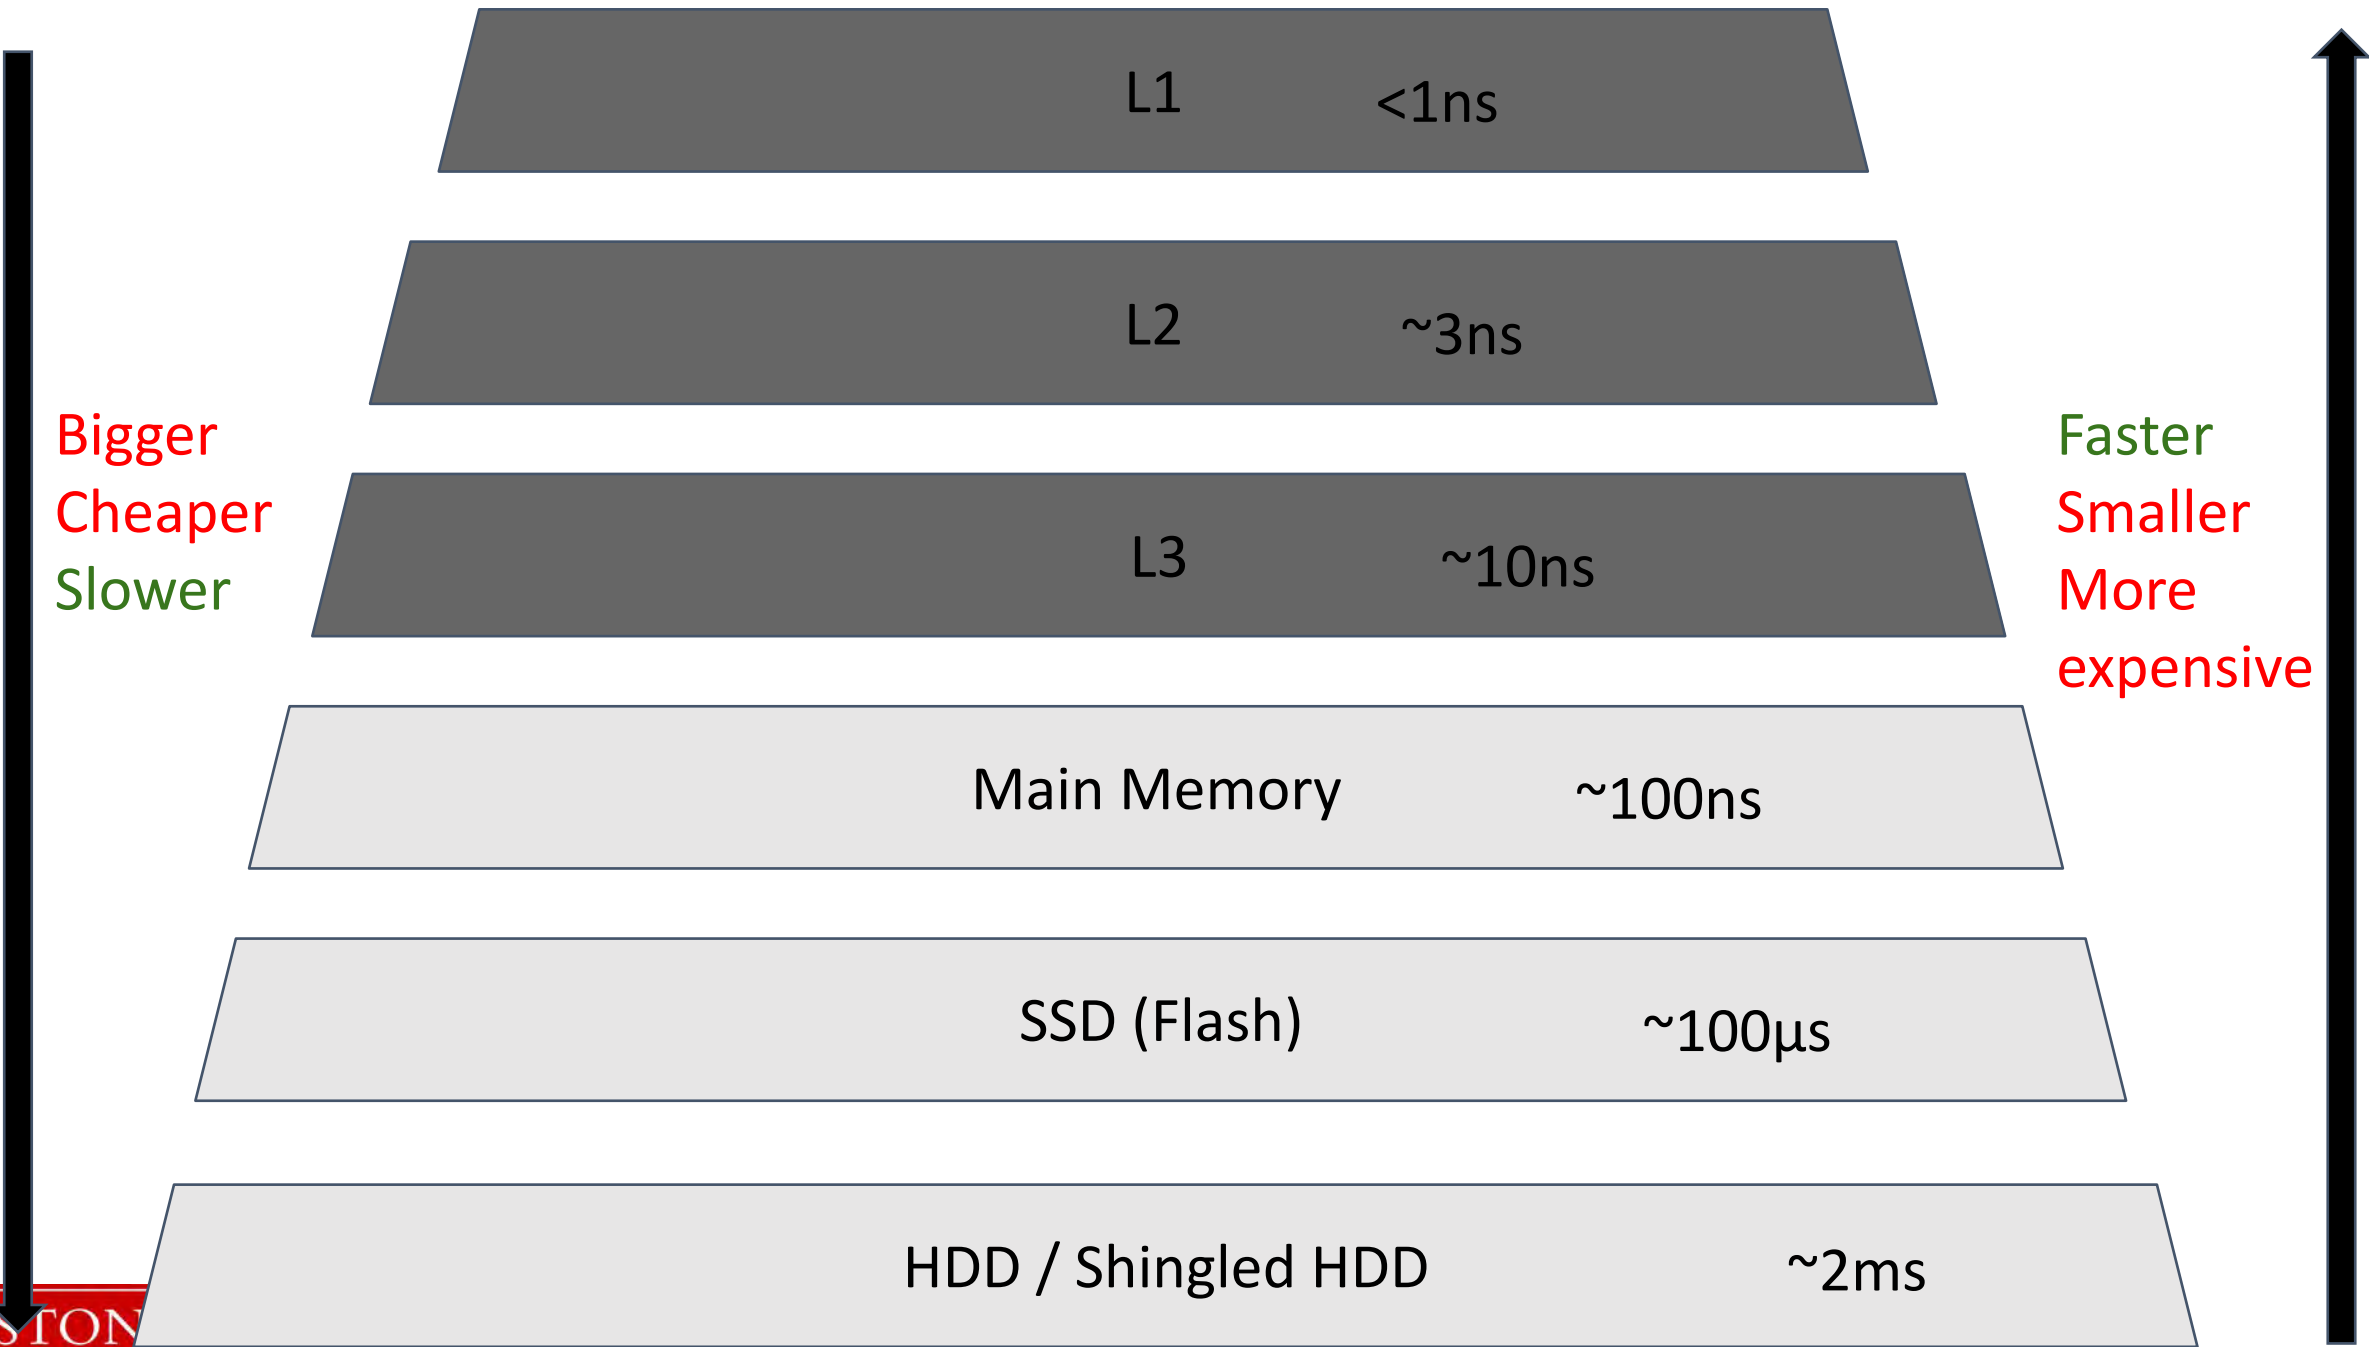 L1 <1ns
L2 ~3ns
Bigger
Cheaper
Slower
L3 ~10ns
Faster
Smaller
More
expensive
Main Memory ~100ns
SSD (Flash) ~100μs
HDD / Shingled HDD ~2ms
STON